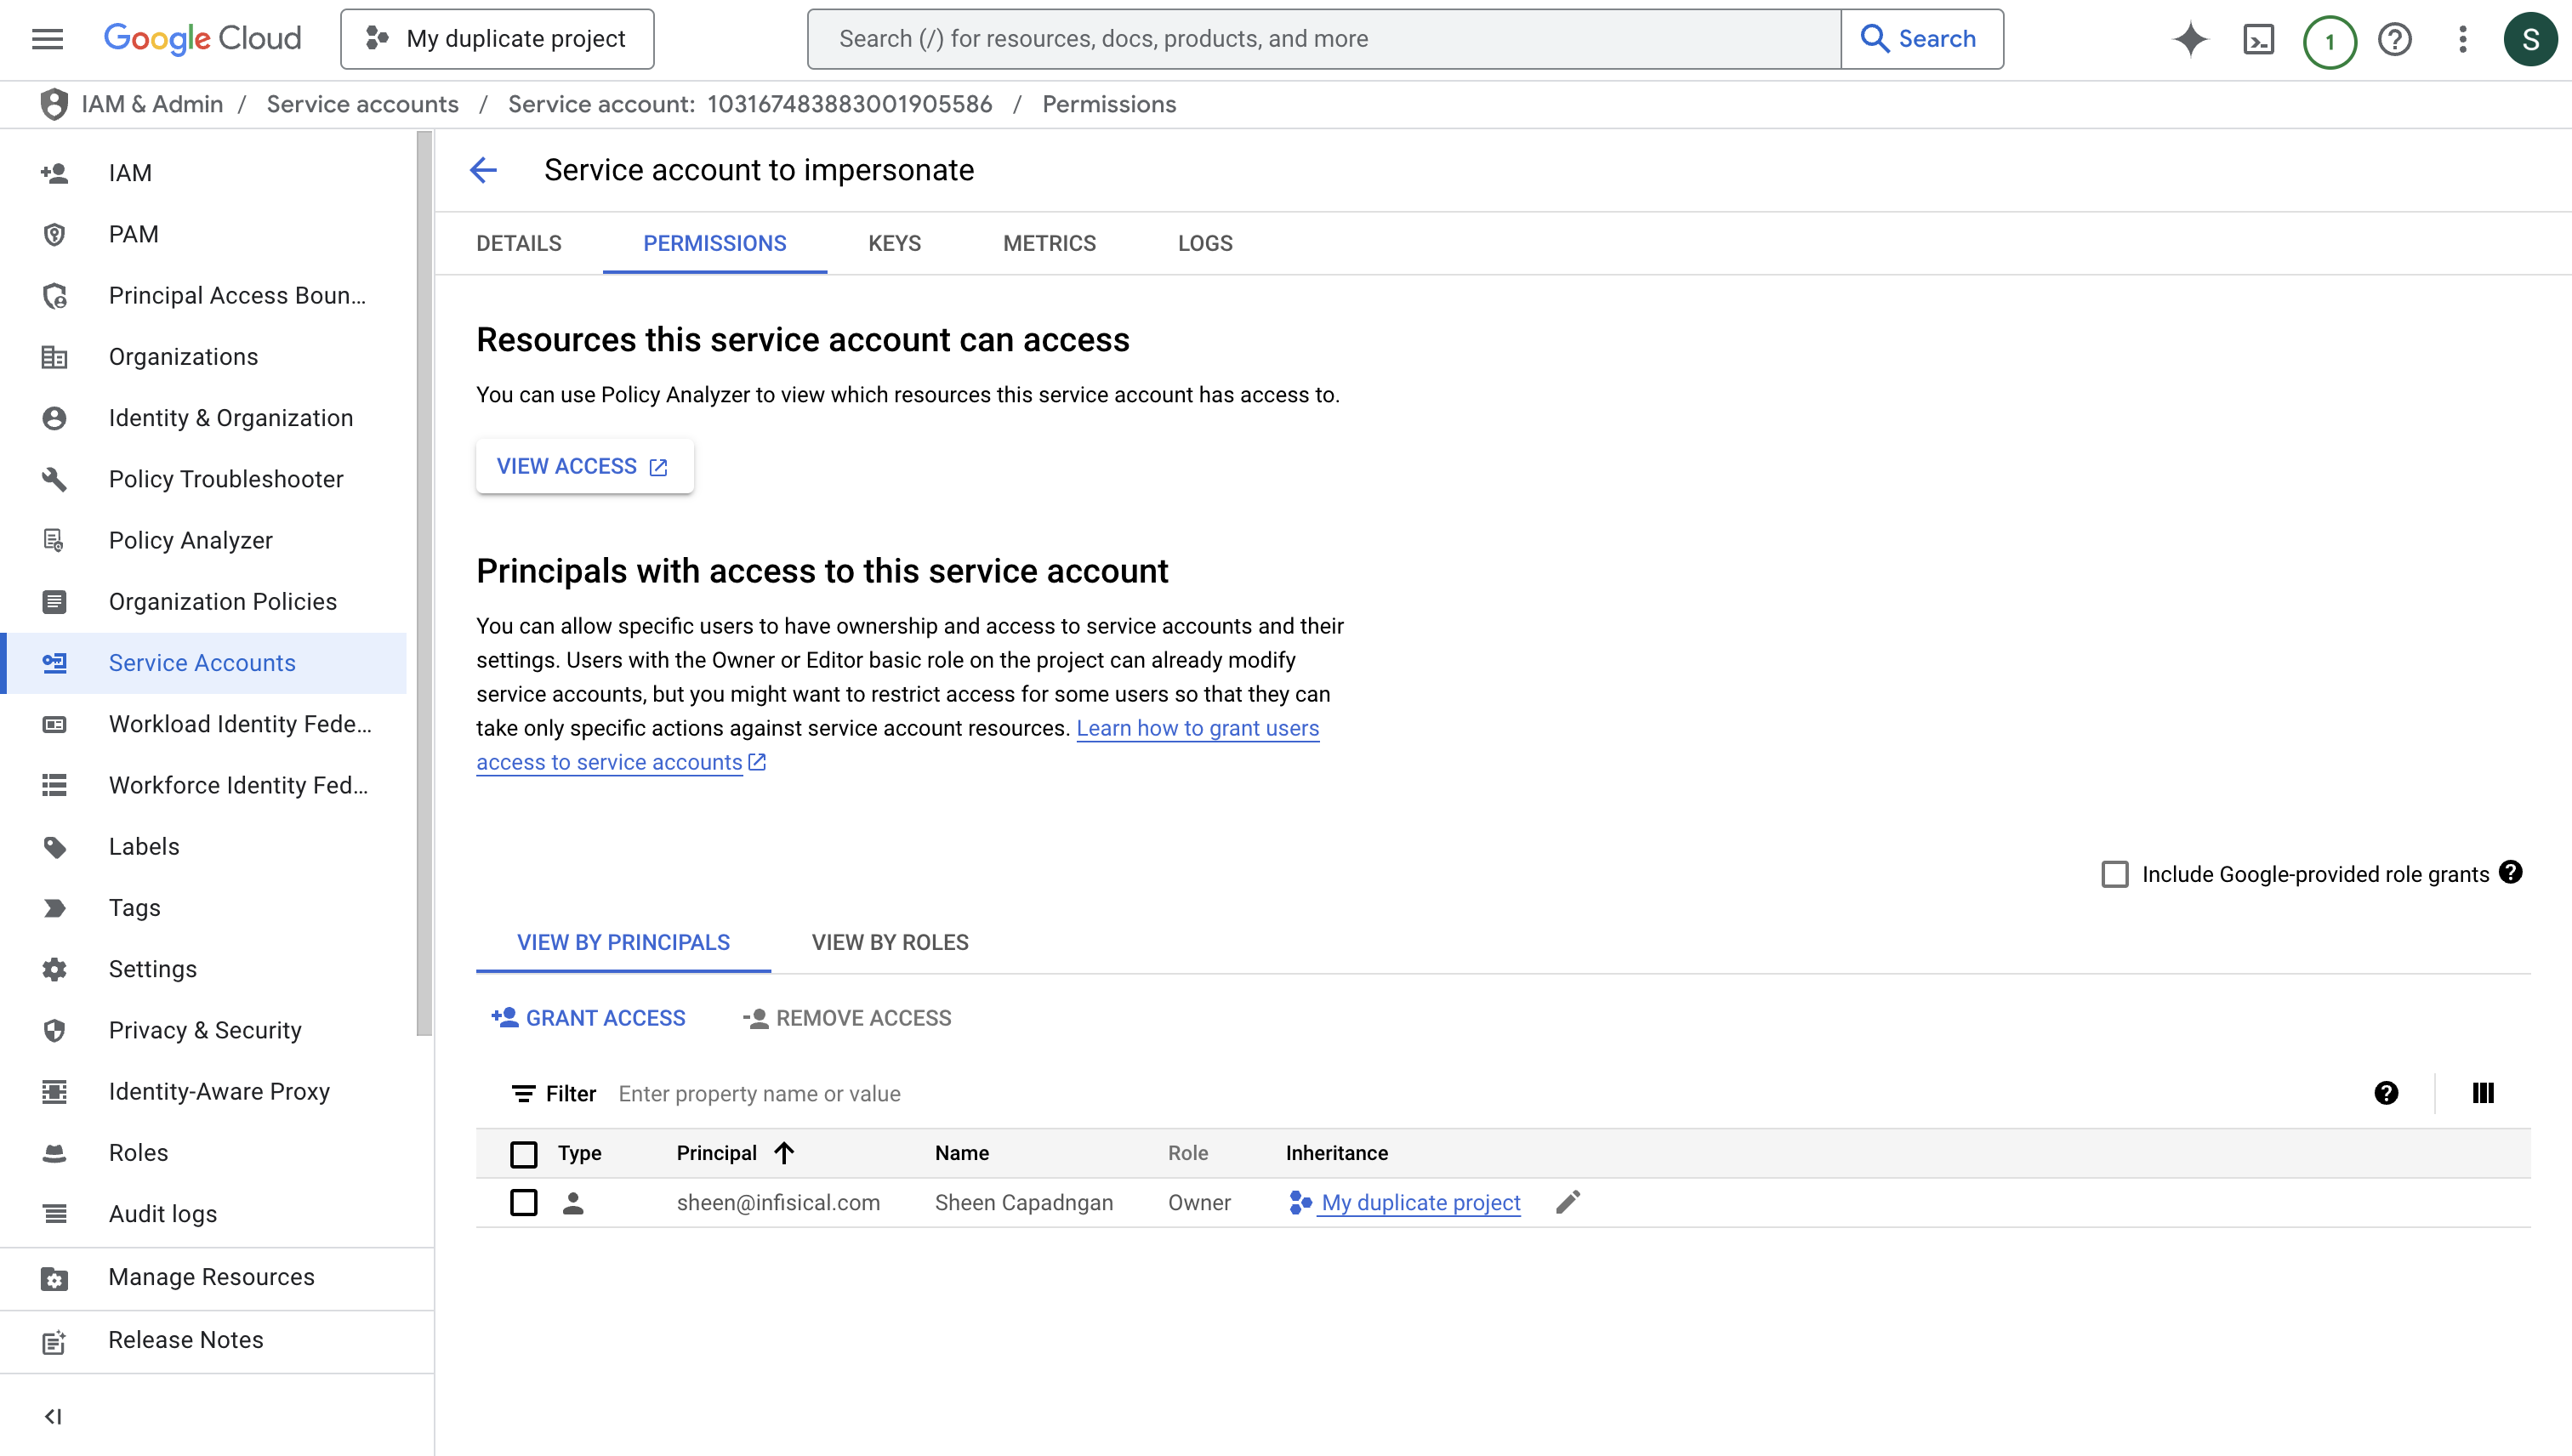 Google Cloud
My duplicate project
Search (/) for resources, docs, products, and more
Search
1
S
IAM & Admin / Service accounts / Service account: 103167483883001905586 / Permissions
IAM
PAM
Principal Access Boun...
Organizations
Identity & Organization
Policy Troubleshooter
Policy Analyzer
Organization Policies
Service Accounts
Workload Identity Fede...
Workforce Identity Fed...
Labels
Tags
Settings
Privacy & Security
Identity-Aware Proxy
Roles
Audit logs
Manage Resources
Release Notes
Service account to impersonate
DETAILS PERMISSIONS KEYS METRICS LOGS
Resources this service account can access
You can use Policy Analyzer to view which resources this service account has access to.
VIEW ACCESS
Principals with access to this service account
You can allow specific users to have ownership and access to service accounts and their
settings. Users with the Owner or Editor basic role on the project can already modify
service accounts, but you might want to restrict access for some users so that they can
take only specific actions against service account resources. Learn how to grant users
access to service accounts
Include Google-provided role grants
VIEW BY PRINCIPALS VIEW BY ROLES
GRANT ACCESS REMOVE ACCESS
Filter Enter property name or value
Type Principal Name Role Inheritance
sheen@infisical.com Sheen Capadngan Owner My duplicate project